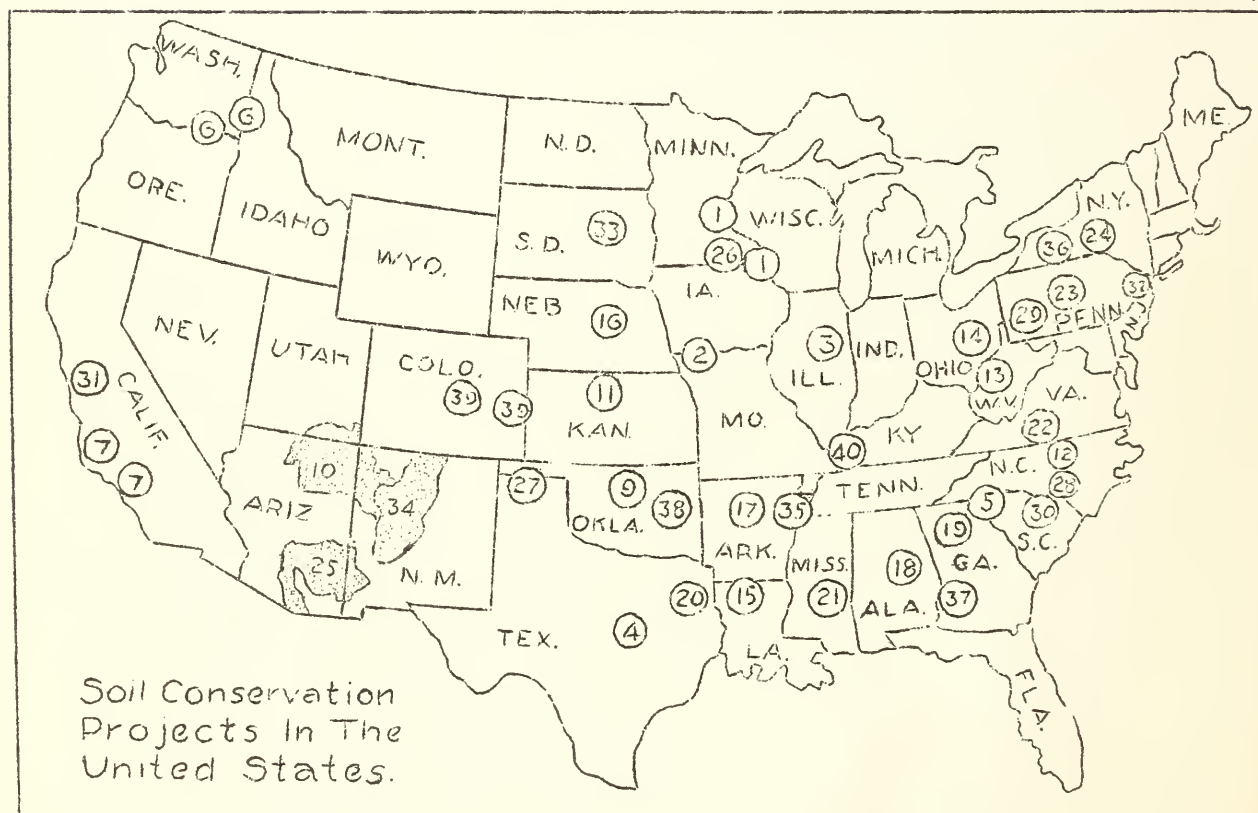 WASH.
6
6
MONT.
N.D.
MINN.
ME.
ORE.
IDAHO
S.D.
33
1
WISC.
26
1
MICH.
N.Y.
24
36
WYO.
NEB
16
IA.
2
3
ILL.
IND.
14
OHIO
13
W.V.
23
29
PENN.
32
N.J.
NEV.
UTAH
COLO.
39
39
11
KAN.
MO.
40
KY
VA.
22
31
CALIF.
7
7
10
ARIZ
25
34
N.M.
27
9
38
OKLA.
17
35
ARK.
TENN.
N.C.
12
28
5
30
S.C.
19
GA.
37
18
ALA.
MISS.
21
20
15
LA.
4
TEX.
FLA.
Soil Conservation
Projects In The
United States.